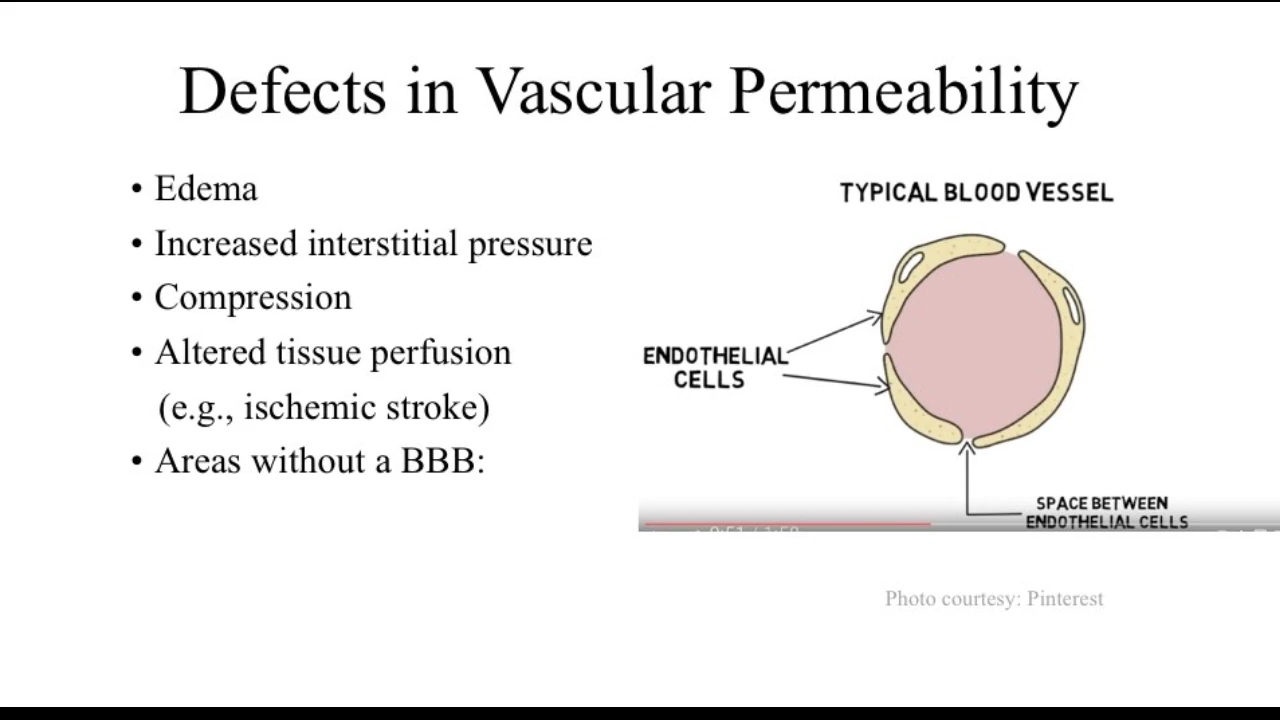 Defects in Vascular Permeability
• Edema
• Increased interstitial pressure
• Compression
• Altered tissue perfusion
(e.g., ischemic stroke)
• Areas without a BBB:
TYPICAL BLOOD VESSEL
ENDOTHELIAL
CELLS
SPACE BETWEEN
ENDOTHELIAL CELLS
Photo courtesy: Pinterest